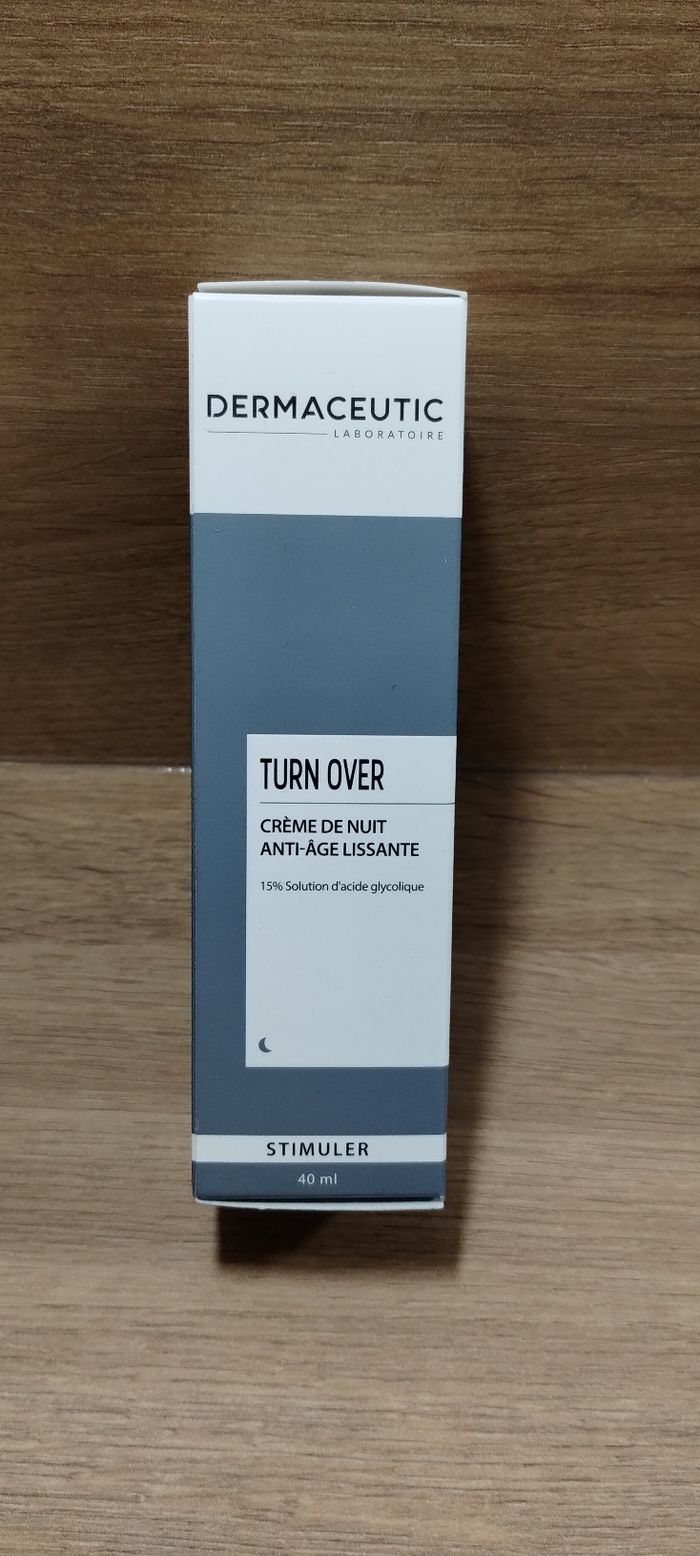 DERMACEUTIC
LABORATOIRE
TURN OVER
CRÈME DE NUIT
ANTI-ÂGE LISSANTE
15% Solution d'acide glycolique
STIMULER
40 ml